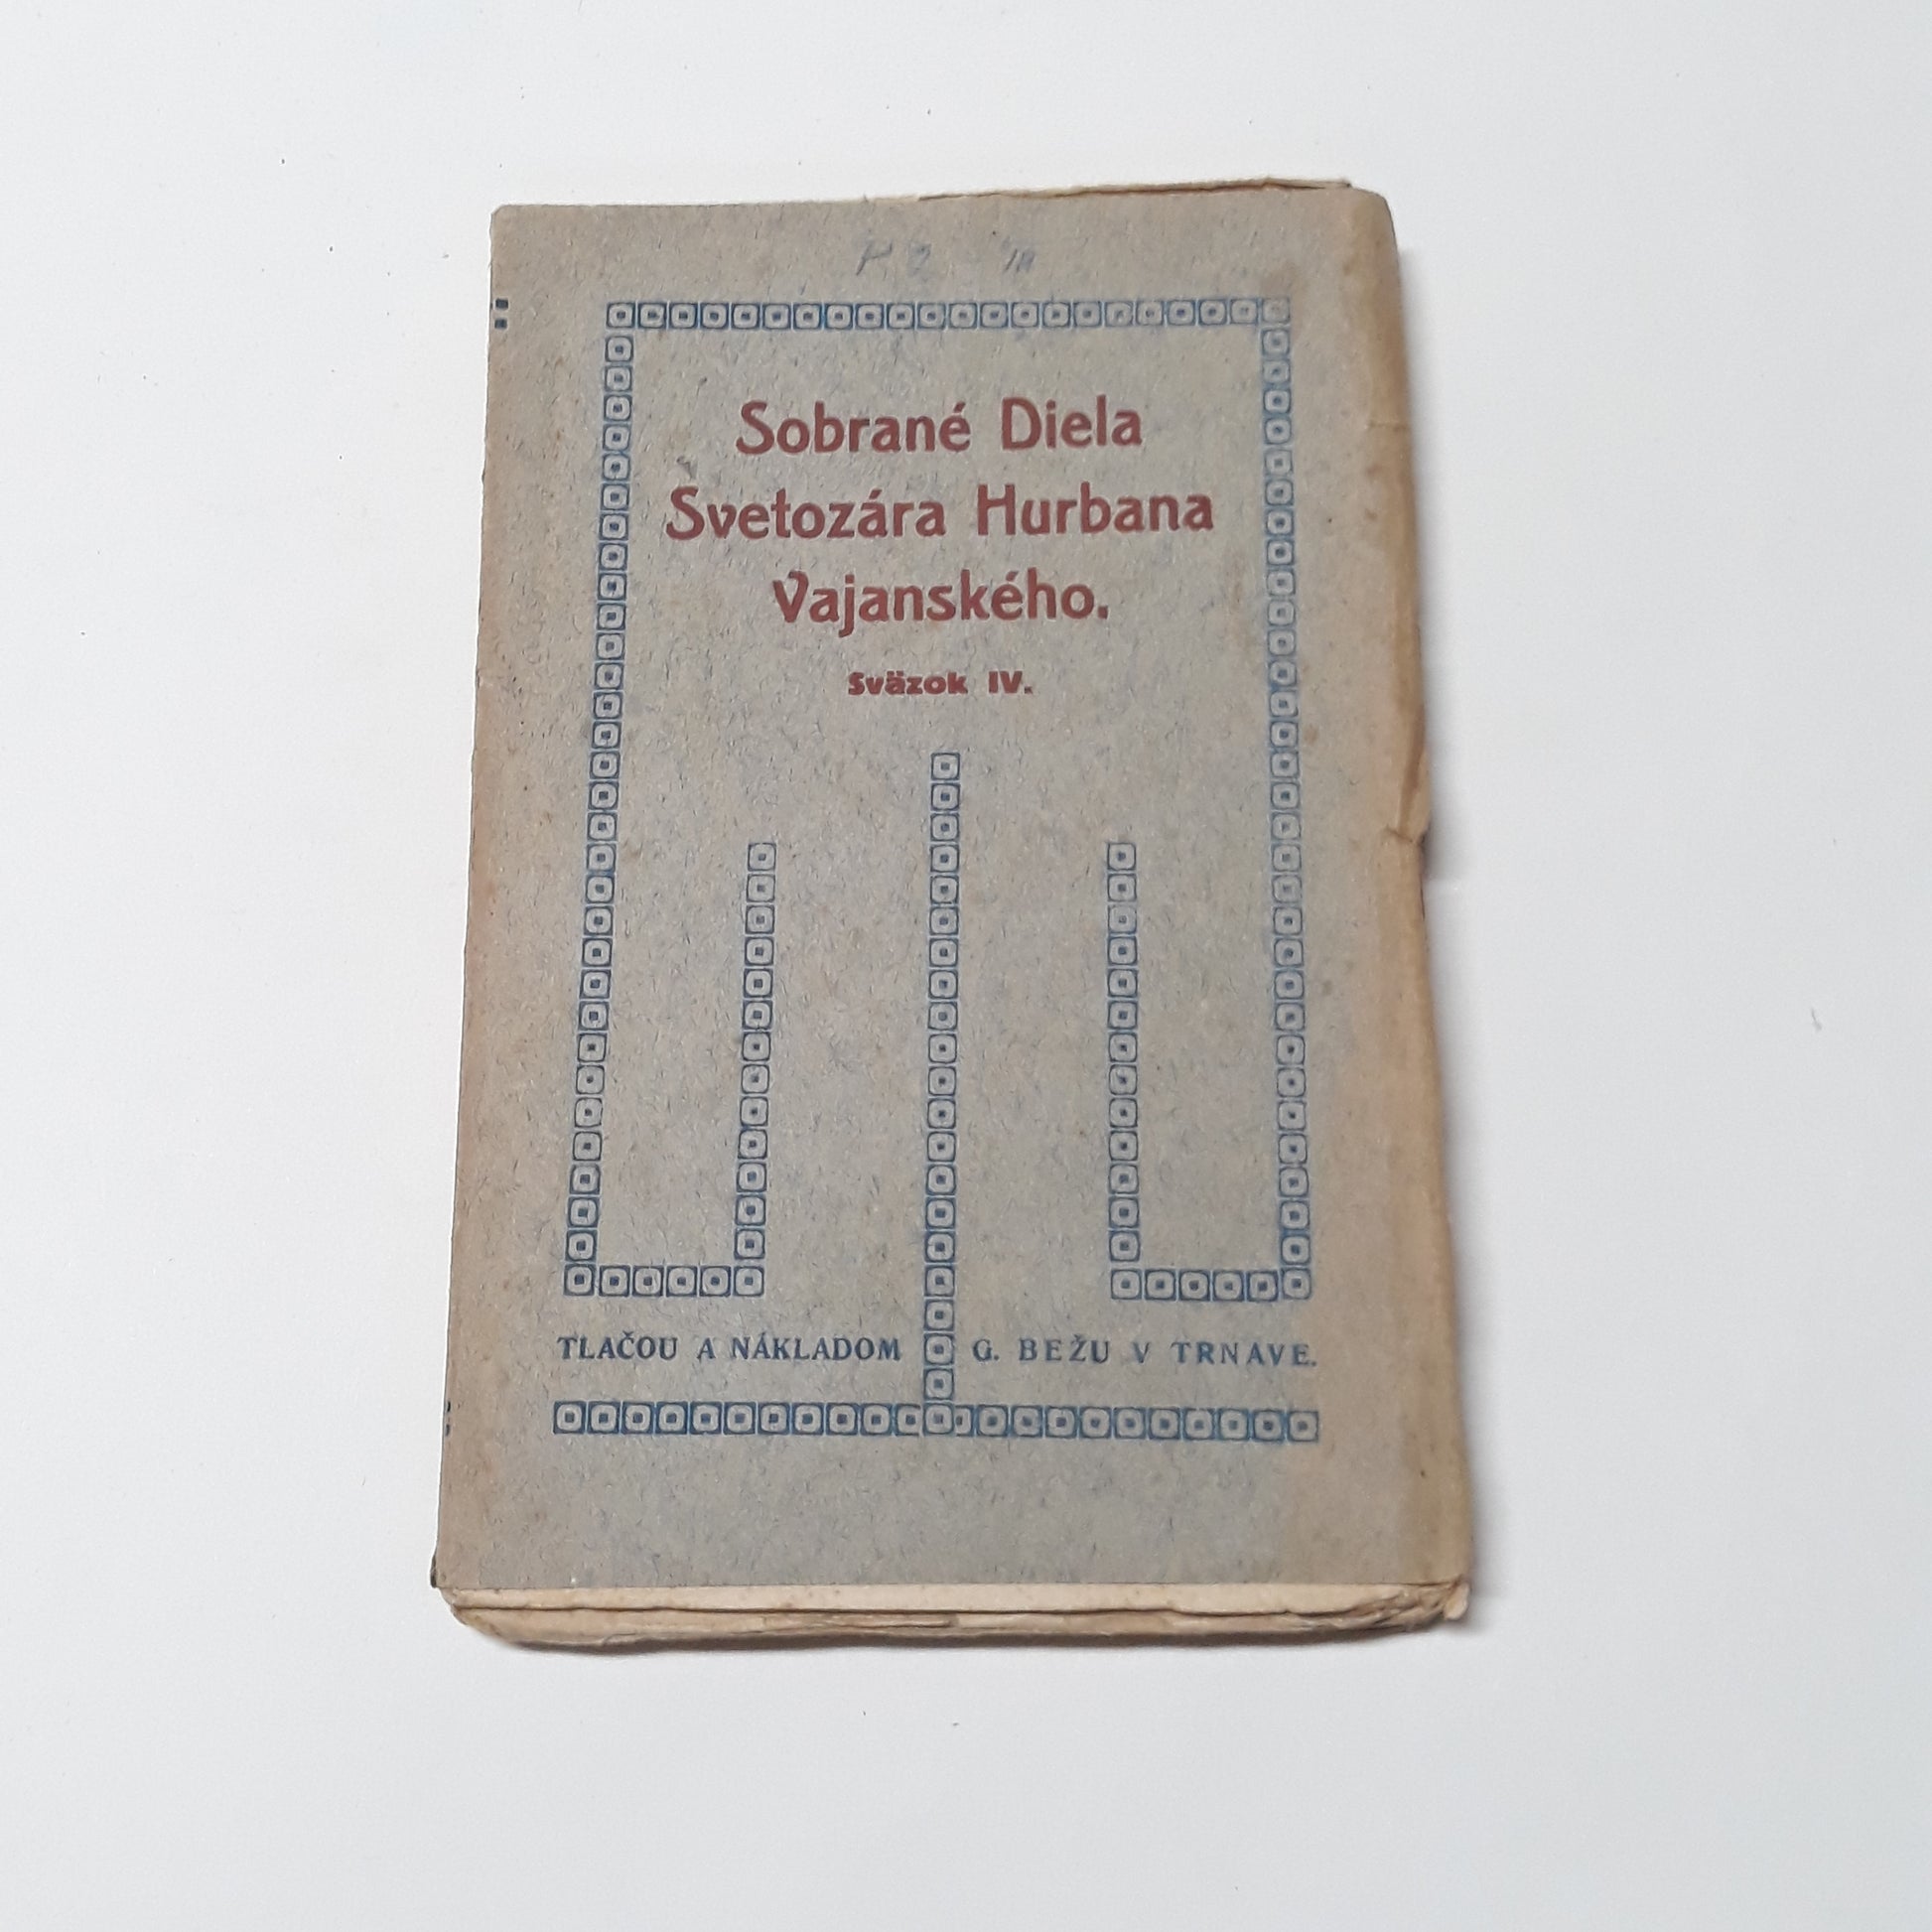 Sobrané Diela
Svetozára Hurbana
Vajanského.
Sväzok IV.
TLAČOU A NÁKLADOM G. BEŽU V TRNAVE.